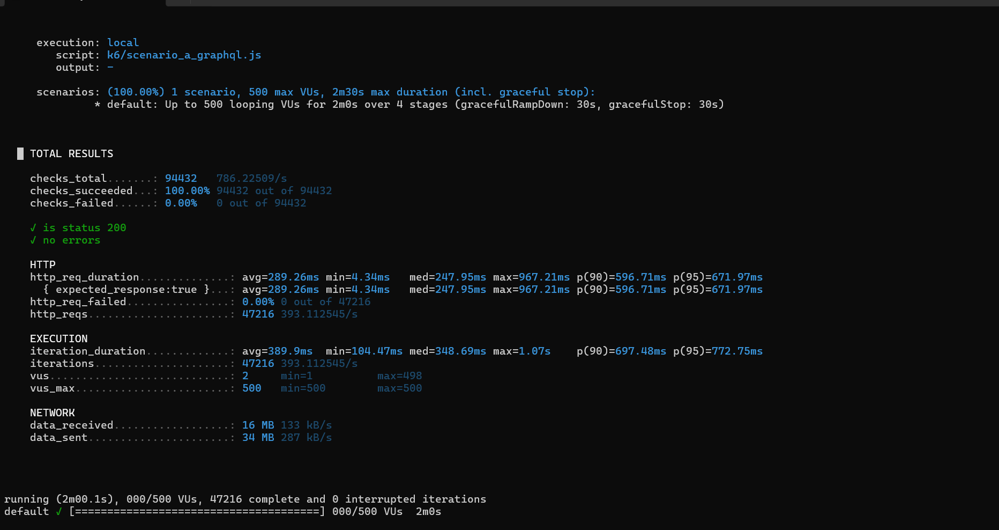 execution: local
script: k6/scenario_a_graphql.js
output: -
scenarios: (100.00%) 1 scenario, 500 max VUs, 2m30s max duration (incl. graceful stop):
* default: Up to 500 looping VUs for 2m0s over 4 stages (gracefulRampDown: 30s, gracefulStop: 30s)
TOTAL RESULTS
checks_total.......: 94432   786.22509/s
checks_succeeded...: 100.00% 94432 out of 94432
checks_failed......: 0.00%   0 out of 94432
✓ is status 200
✓ no errors
HTTP
http_req_duration..............: avg=289.26ms min=4.34ms   med=247.95ms max=967.21ms p(90)=596.71ms p(95)=671.97ms
{ expected_response:true }...: avg=289.26ms min=4.34ms   med=247.95ms max=967.21ms p(90)=596.71ms p(95)=671.97ms
http_req_failed................: 0.00% 0 out of 47216
http_reqs......................: 47216 393.112545/s
EXECUTION
iteration_duration.............: avg=389.9ms  min=104.47ms med=348.69ms max=1.07s    p(90)=697.48ms p(95)=772.75ms
iterations.....................: 47216 393.112545/s
vus............................: 2     min=1          max=498
vus_max........................: 500   min=500        max=500
NETWORK
data_received..................: 16 MB 133 kB/s
data_sent......................: 34 MB 287 kB/s
running (2m00.1s), 000/500 VUs, 47216 complete and 0 interrupted iterations
default ✓ [======================================] 000/500 VUs  2m0s